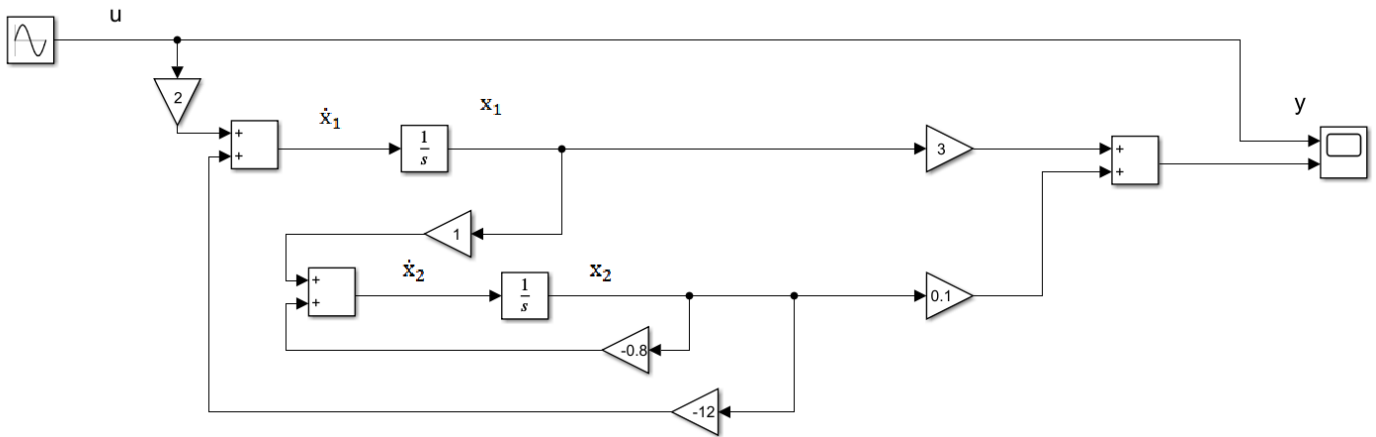 u
y
2
+
+
ẋ₁
1
s
x₁
3
+
+
1
+
+
ẋ₂
1
s
x₂
0.1
-0.8
-12